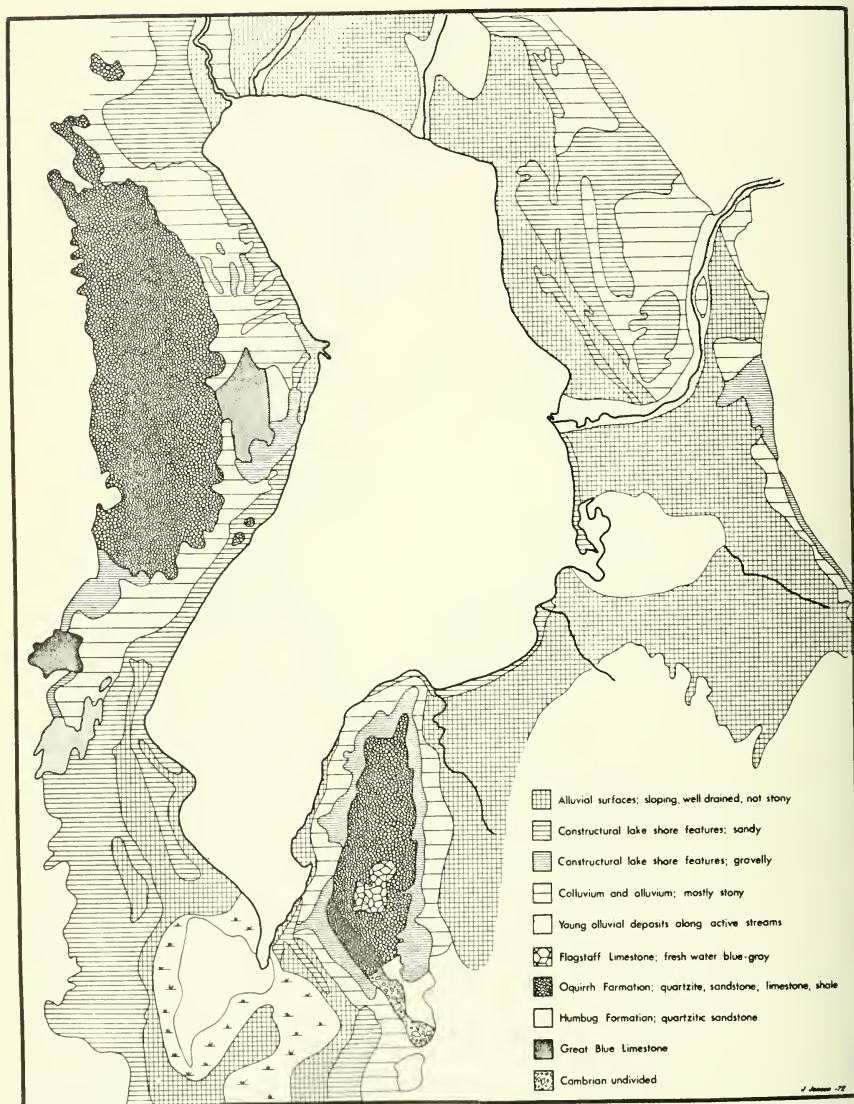 Alluvial surfaces; sloping, well drained, not stony
Constructural lake shore features; sandy
Constructural lake shore features; gravelly
Colluvium and alluvium; mostly stony
Young alluvial deposits along active streams
Flagstaff Limestone; fresh water blue-gray
Oquirrh Formation; quartzite, sandstone, limestone, shale
Humbug Formation; quartzitic sandstone
Great Blue Limestone
Cambrian undivided
J Jensen -72